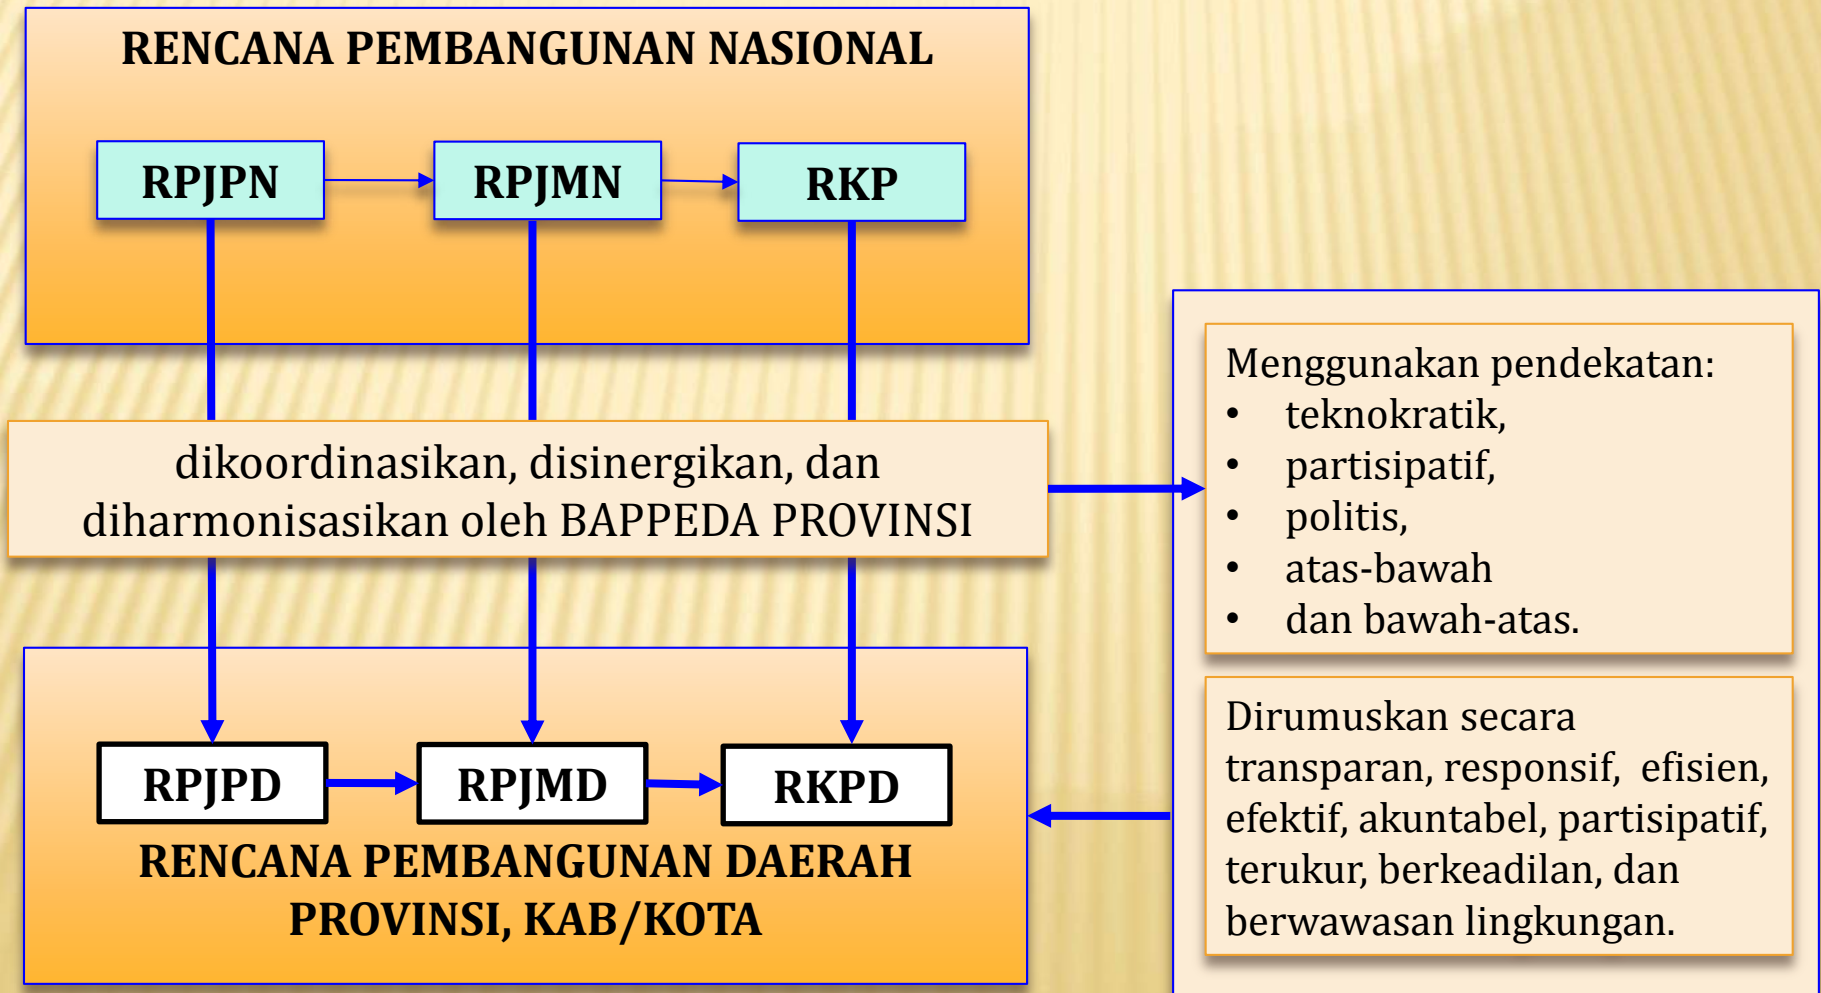 RENCANA PEMBANGUNAN NASIONAL
RPJPN
RPJMN
RKP
dikoordinasikan, disinergikan, dan
diharmonisasikan oleh BAPPEDA PROVINSI
RPJPD
RPJMD
RKPD
RENCANA PEMBANGUNAN DAERAH
PROVINSI, KAB/KOTA
Menggunakan pendekatan:
• teknokratik,
• partisipatif,
• politis,
• atas-bawah
• dan bawah-atas.
Dirumuskan secara
transparan, responsif, efisien,
efektif, akuntabel, partisipatif,
terukur, berkeadilan, dan
berwawasan lingkungan.